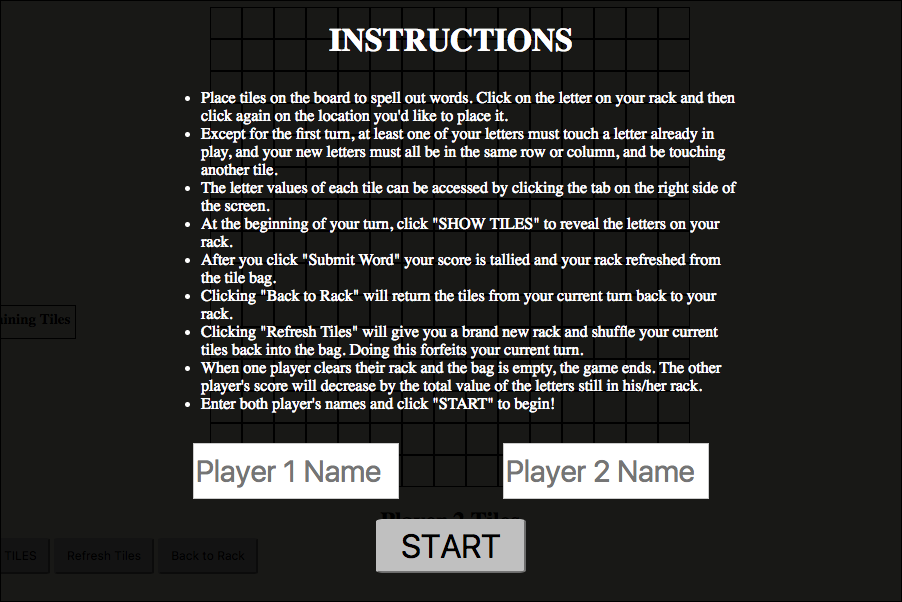 INSTRUCTIONS
• Place tiles on the board to spell out words. Click on the letter on your rack and then
click again on the location you'd like to place it.
• Except for the first turn, at least one of your letters must touch a letter already in
play, and your new letters must all be in the same row or column, and be touching
another tile.
• The letter values of each tile can be accessed by clicking the tab on the right side of
the screen.
• At the beginning of your turn, click "SHOW TILES" to reveal the letters on your
rack.
• After you click "Submit Word" your score is tallied and your rack refreshed from
the tile bag.
• Clicking "Back to Rack" will return the tiles from your current turn back to your
rack.
ining Tiles
• Clicking "Refresh Tiles" will give you a brand new rack and shuffle your current
tiles back into the bag. Doing this forfeits your current turn.
• When one player clears their rack and the bag is empty, the game ends. The other
player's score will decrease by the total value of the letters still in his/her rack.
• Enter both player's names and click "START" to begin!
Player 1 Name Player 2 Name
Player 2 Tiles
TILES Refresh Tiles Back to Rack START